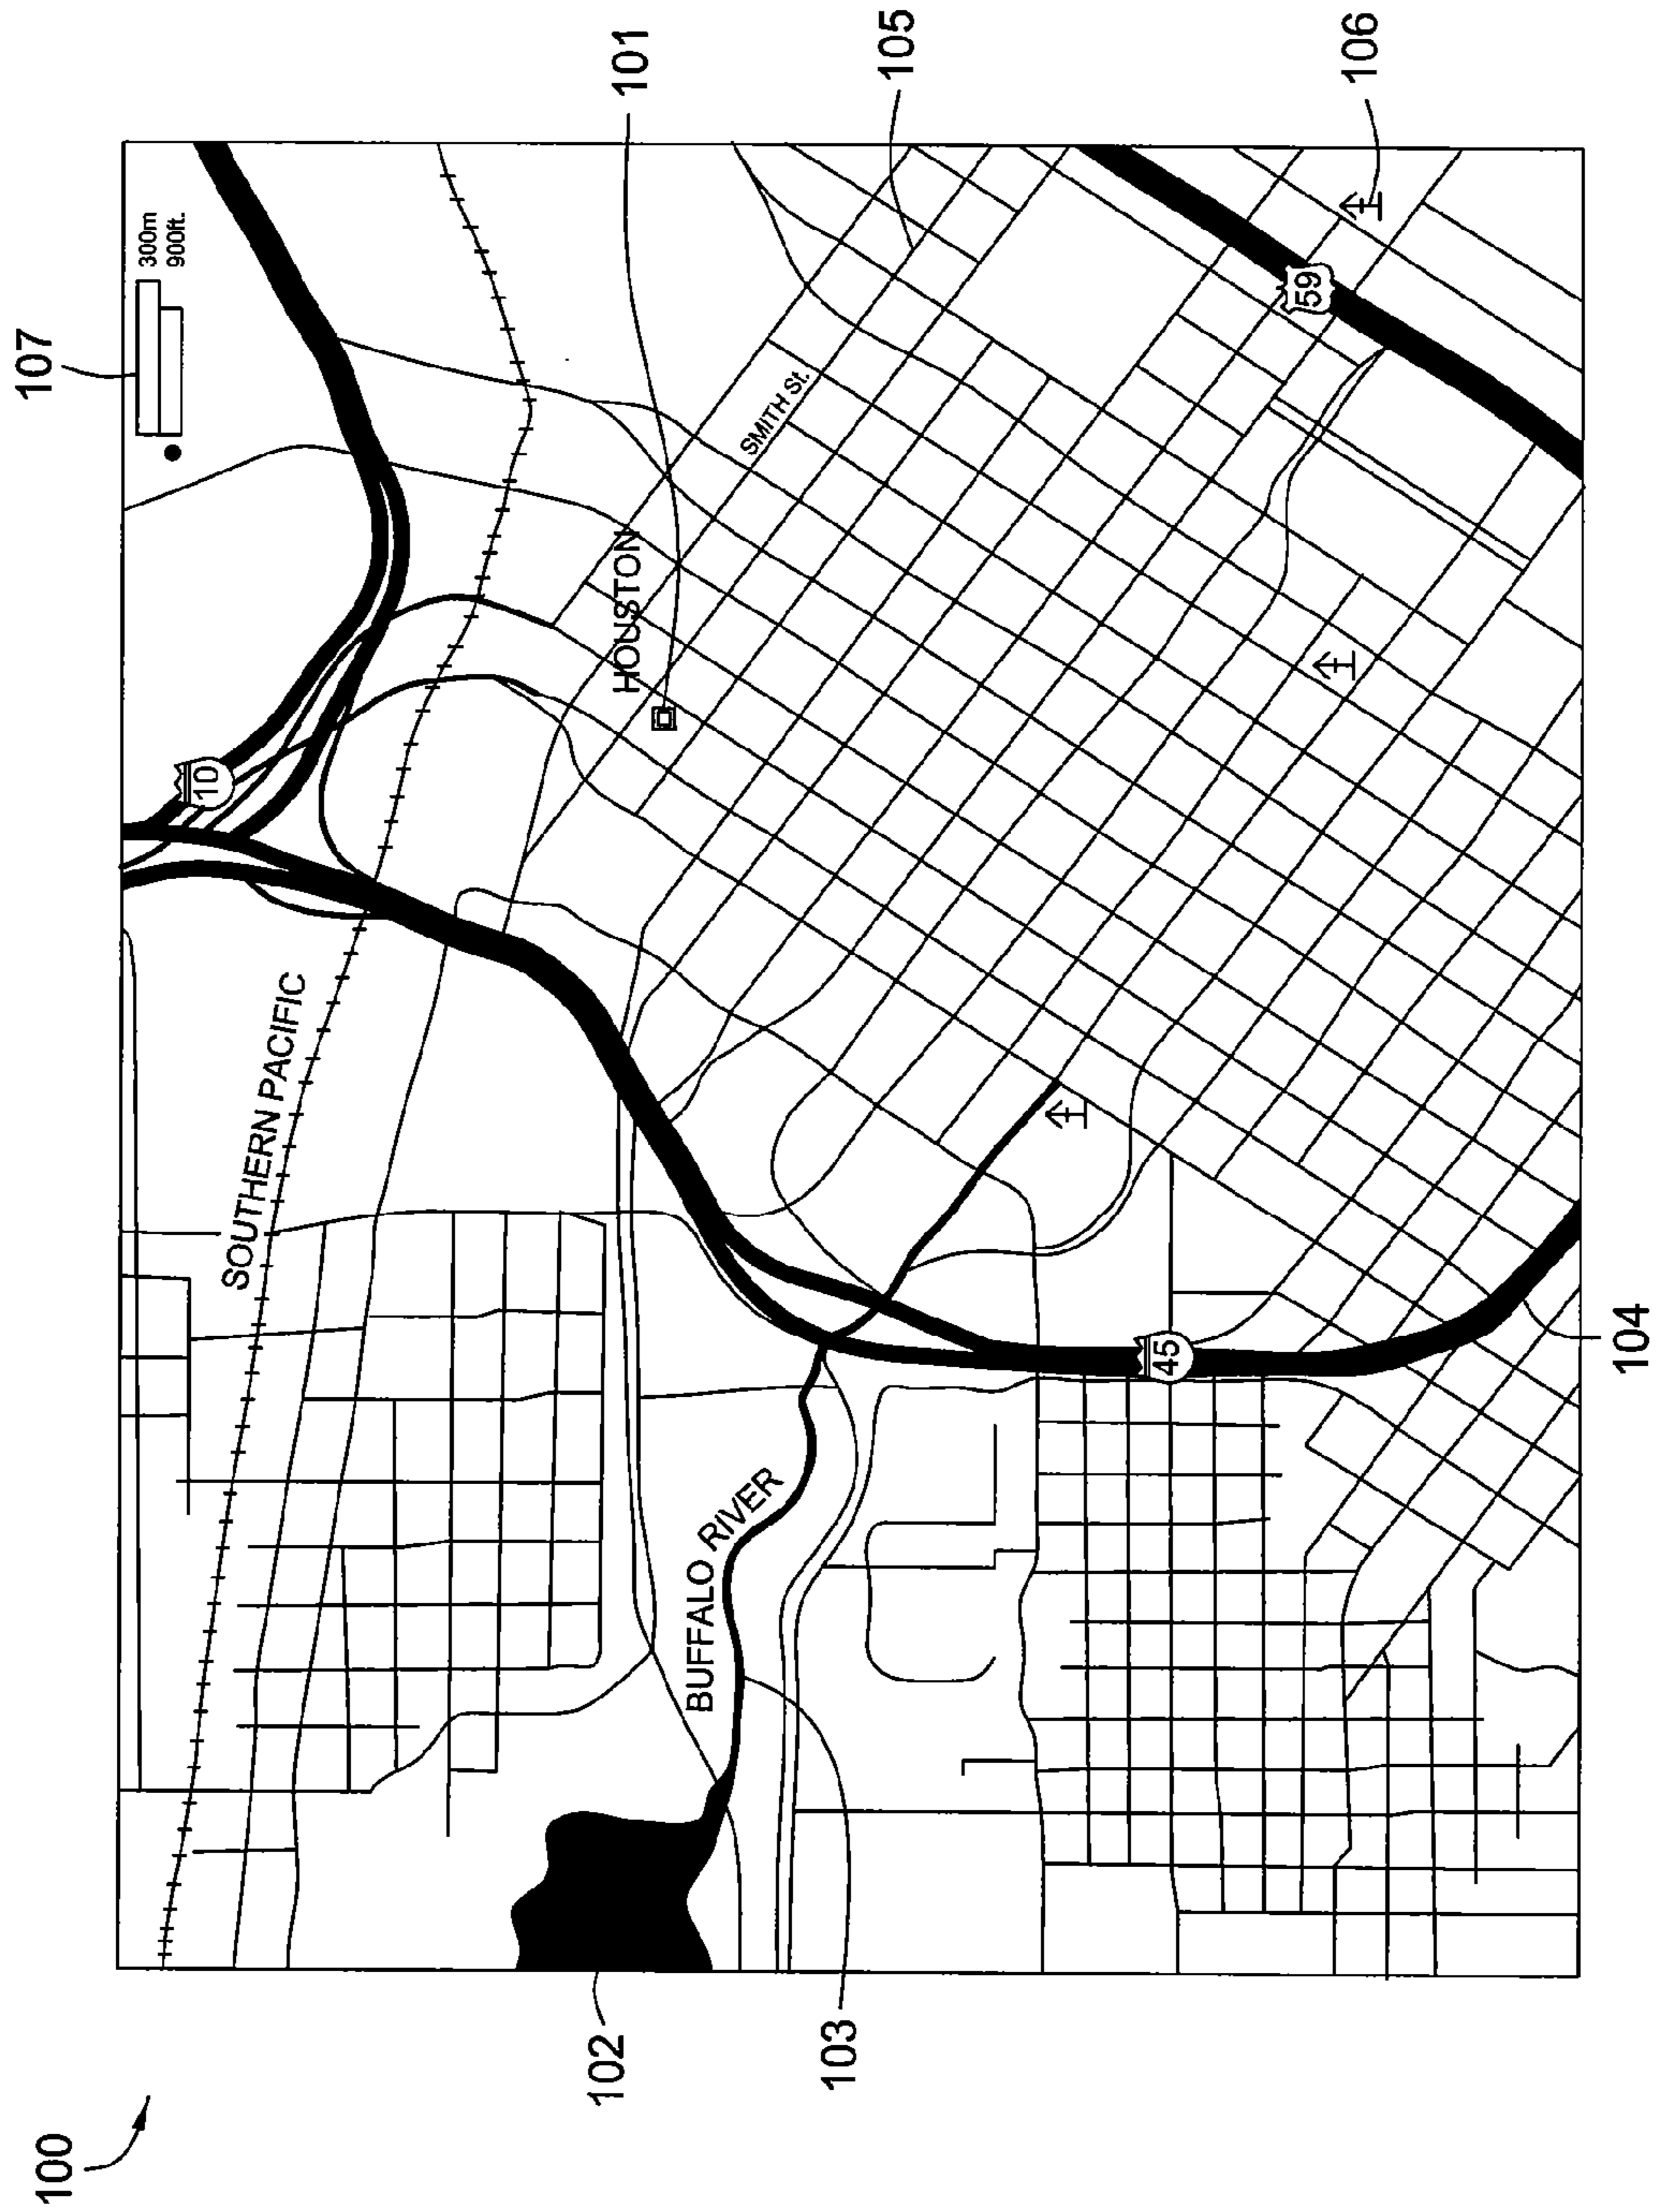 107
300m
900ft.
101
105
106
10
HOUSTON
SMITH St.
59
SOUTHERN PACIFIC
BUFFALO RIVER
45
104
102
103
100